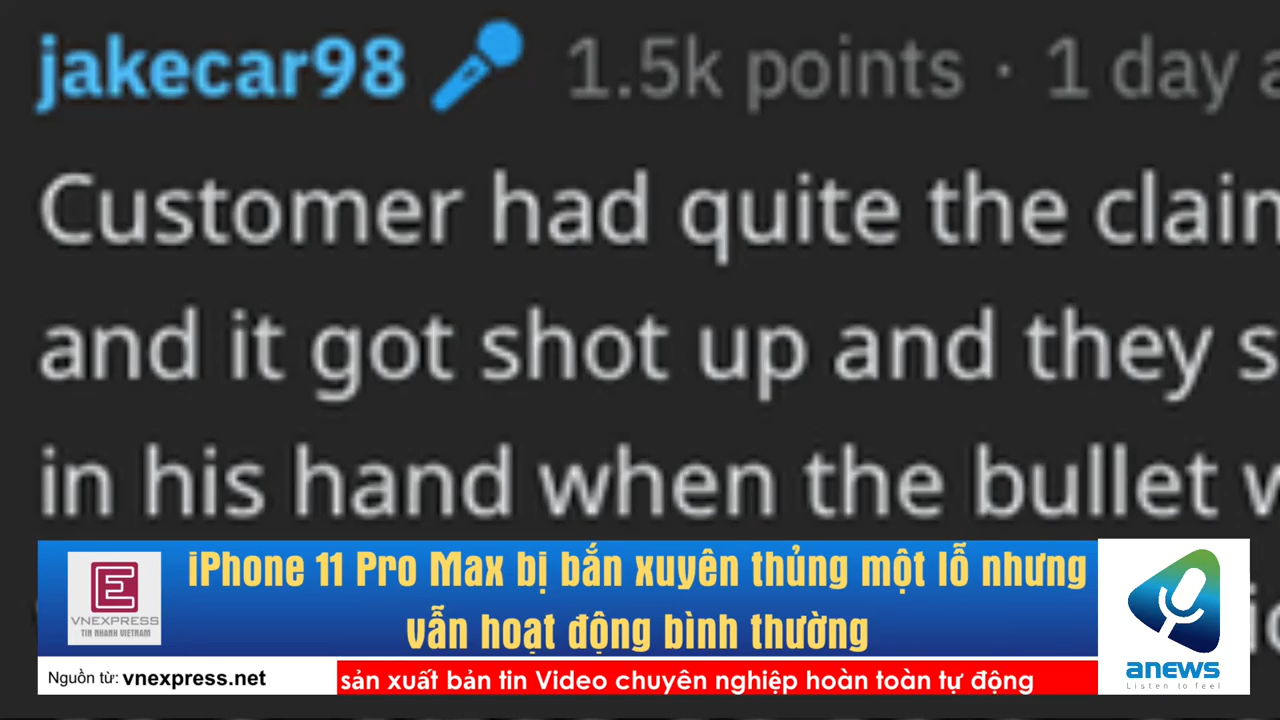 jakecar98 1.5k points · 1 day
Customer had quite the
and it got shot up and they
in his hand when the bullet
iPhone 11 Pro Max bị bắn xuyên thủng một lỗ nhưng
vẫn hoạt động bình thường
E
VNEXPRESS
TIN NHANH VIETNAM
Nguồn từ: vnexpress.net
sản xuất bản tin Video chuyên nghiệp hoàn toàn tự động
anews
Listen to feel